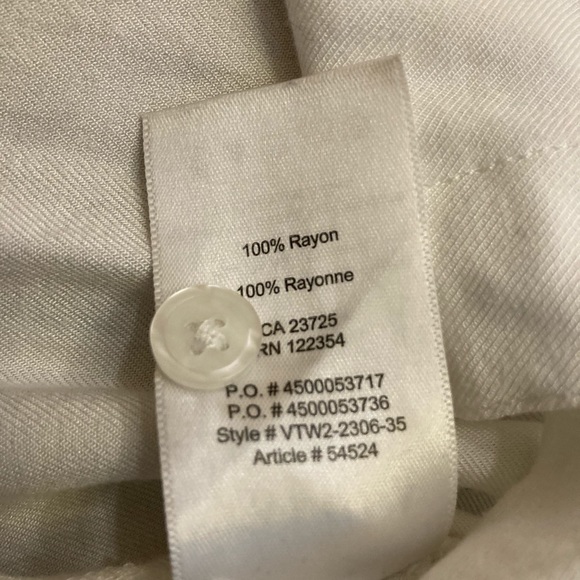 100% Rayon
100% Rayonne
CA 23725
RN 122354
P.O. # 4500053717
P.O. # 4500053736
Style # VTW2-2306-35
Article # 54524